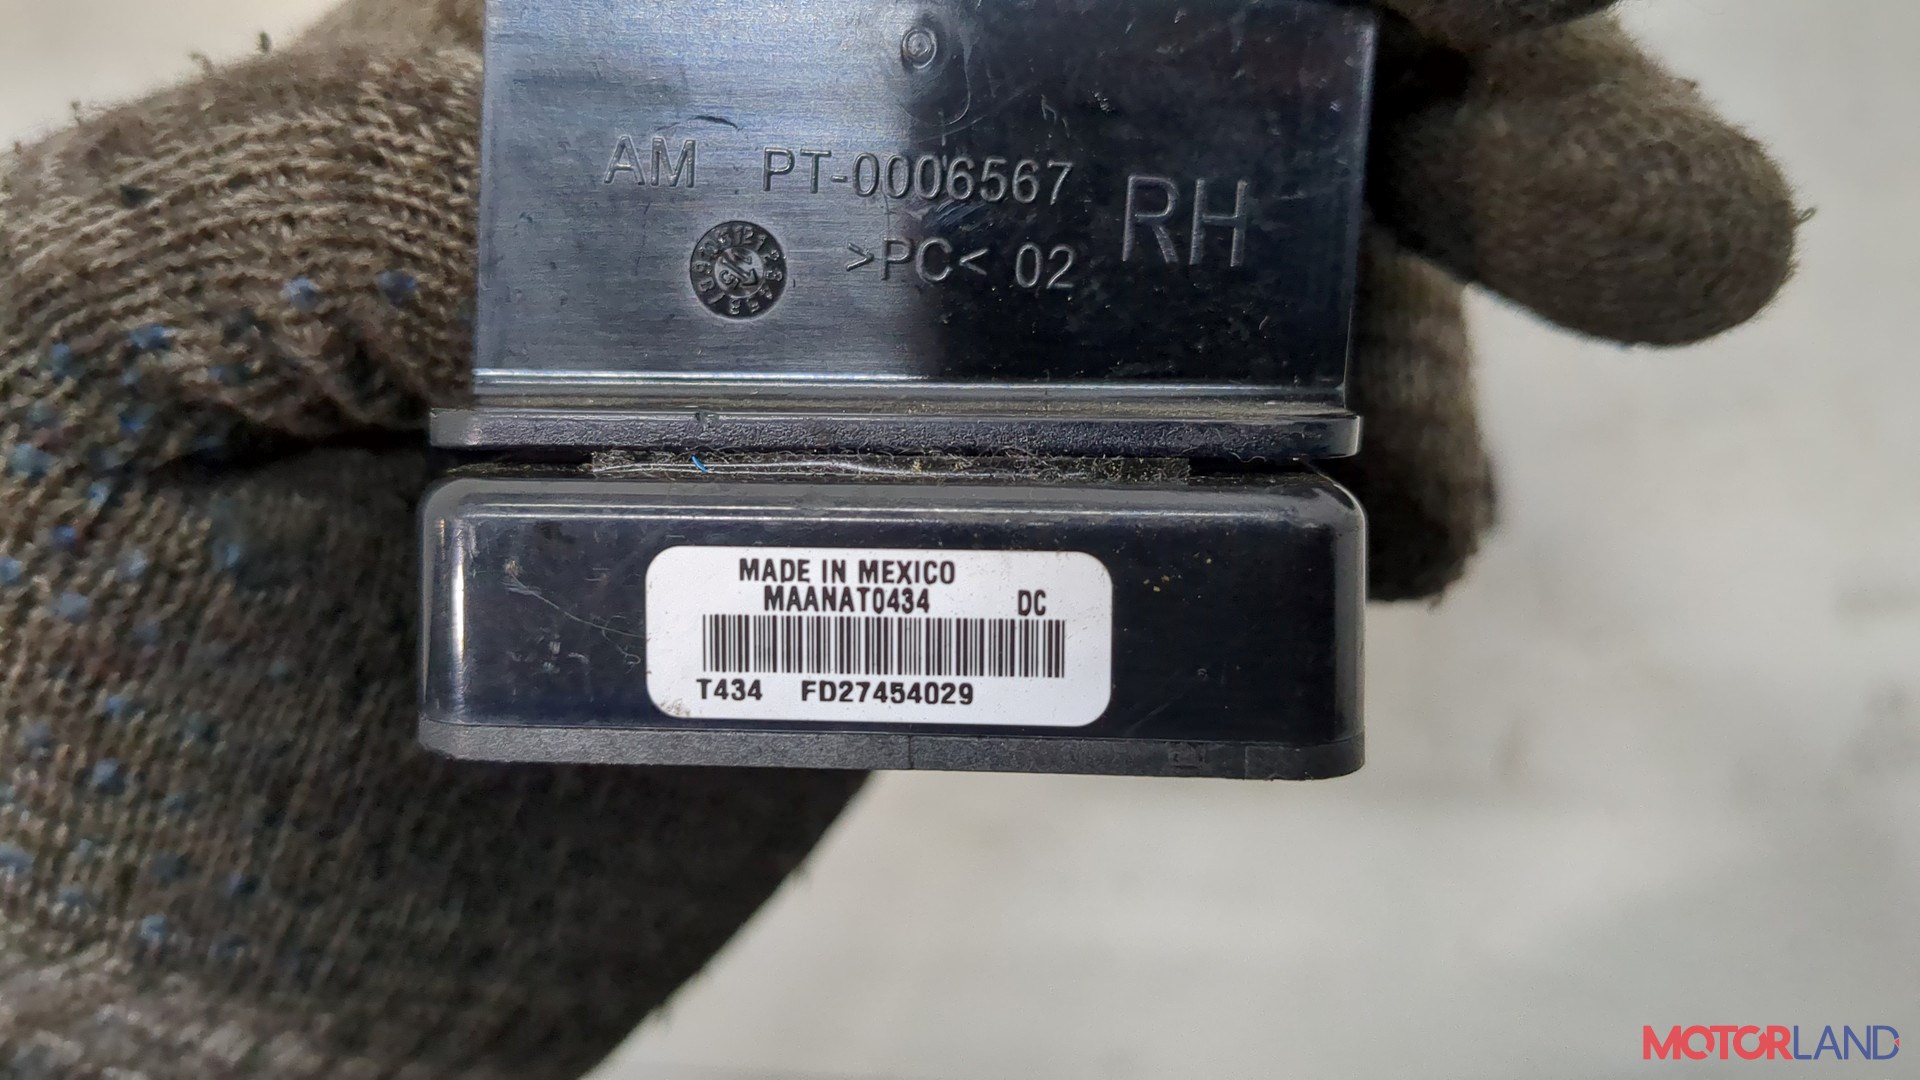 AM PT-0006567
RH
>PC< 02
MADE IN MEXICO
MAANAT0434 DC
T434 FD27454029
MOTORLAND